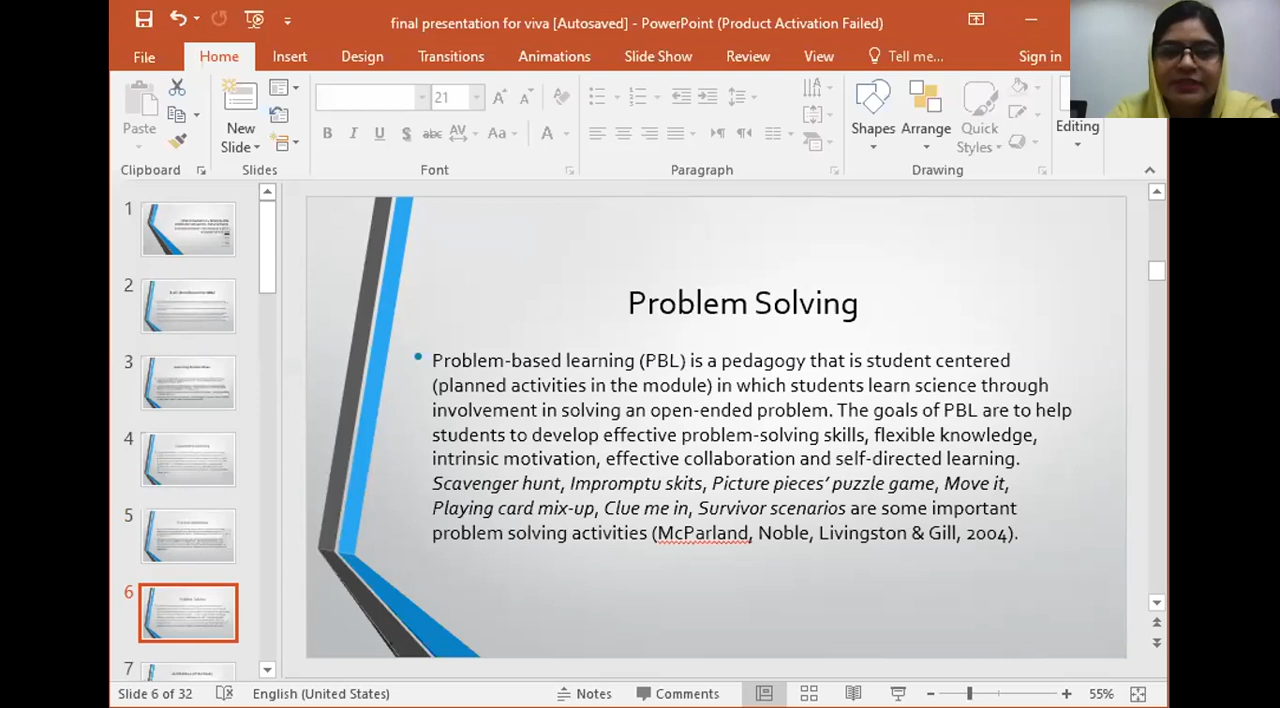 final presentation for viva [Autosaved] - PowerPoint (Product Activation Failed)
File Home Insert Design Transitions Animations Slide Show Review View Tell me... Sign in
21
Paste New Slide Shapes Arrange Quick Styles Editing
B I U S abc AV Aa A
Clipboard Slides Font Paragraph Drawing
1
2
3
4
5
6
7
Problem Solving
Problem-based learning (PBL) is a pedagogy that is student centered
(planned activities in the module) in which students learn science through
involvement in solving an open-ended problem. The goals of PBL are to help
students to develop effective problem-solving skills, flexible knowledge,
intrinsic motivation, effective collaboration and self-directed learning.
Scavenger hunt, Impromptu skits, Picture pieces’ puzzle game, Move it,
Playing card mix-up, Clue me in, Survivor scenarios are some important
problem solving activities (McParland, Noble, Livingston & Gill, 2004).
Slide 6 of 32 English (United States) Notes Comments 55%